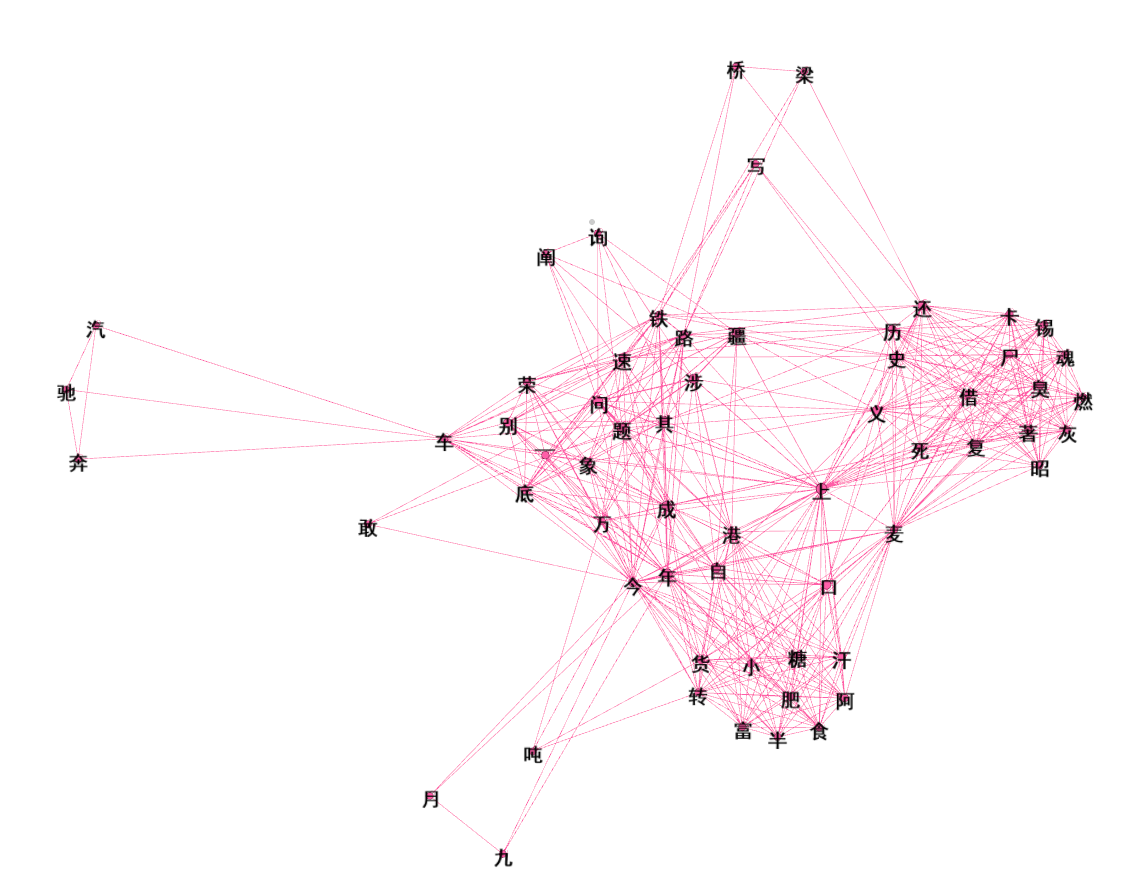 桥
梁
写
询
阐
还
卡
铁
锡
汽
历
路
疆
尸
魂
史
速
涉
荣
臭
驰
借
燃
问
义
其
别
题
著
灰
车
复
死
一
奔
象
昭
上
底
成
万
敢
港
麦
自
年
今
口
糖
汗
货
小
转
肥
阿
富
食
半
吨
月
九